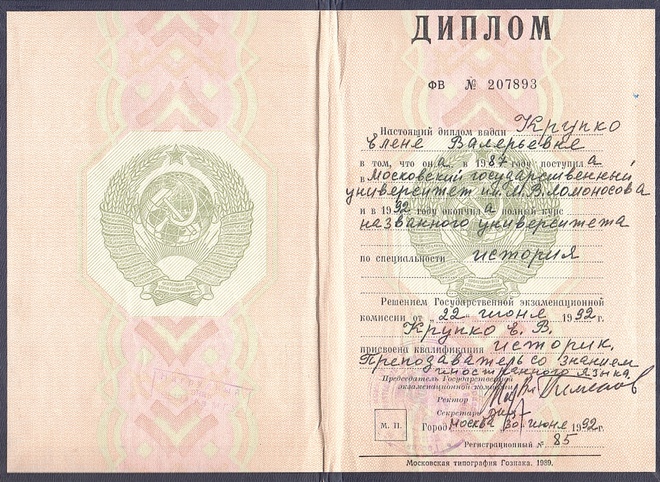 ДИПЛОМ
ФВ № 207893
Настоящий диплом выдан Крупко
Елене Валерьевне
в том, что она в 1987 году поступила
в Московский государственный
университет им. М.В. Ломоносова
и в 1992 году окончила полный курс
названного университета
по специальности история
Решением Государственной экзаменационной
комиссии от 22 июня 1992 г.
Крупко Е. В.
присвоена квалификация историк,
Преподаватель со знанием
иностранного языка
Председатель Государственной
экзаменационной комиссии
Ректор
Секретарь
М. П. Город Москва 30 июня 1992 г.
Регистрационный № 85
Московская типография Гознака. 1989.